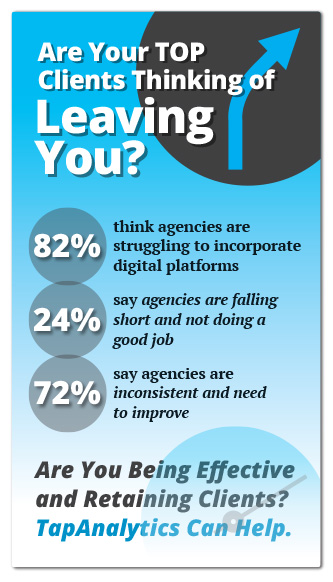 Are Your TOP
Clients Thinking of
Leaving
You?
82%
think agencies are
struggling to incorporate
digital platforms
24%
say agencies are falling
short and not doing a
good job
72%
say agencies are
inconsistent and need
to improve
Are You Being Effective
and Retaining Clients?
TapAnalytics Can Help.